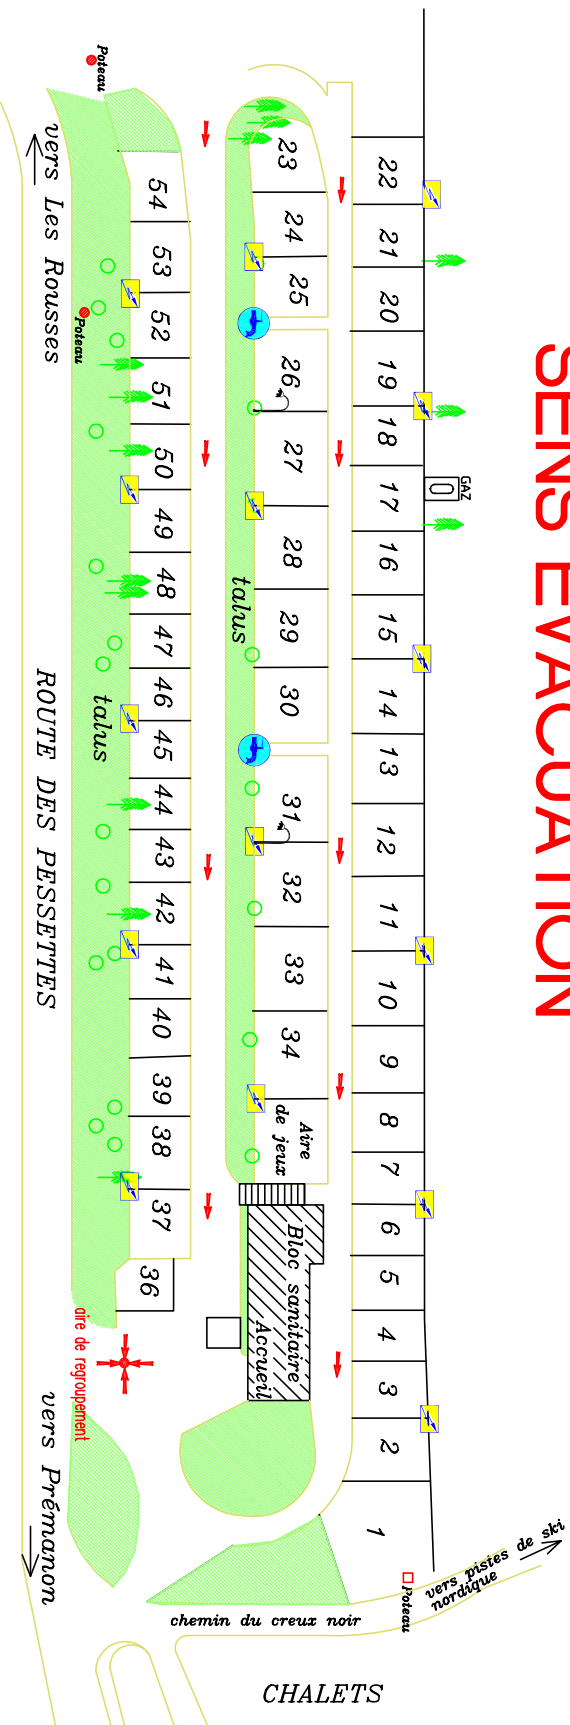 SENS EVACUATION
GAZ
22
21
20
19
18
17
16
15
14
13
12
11
10
9
8
7
6
5
4
3
2
1
23
24
25
26
27
28
29
30
31
32
33
34
Aire
de jeux
Bloc sanitaire
Accueil
talus
54
53
52
51
50
49
48
47
46
45
44
43
42
41
40
39
38
37
36
talus
Poteau
Poteau
aire de regroupement
vers Les Rousses
ROUTE DES PESSETTES
vers Prémanon
vers pistes de ski
nordique
Poteau
chemin du creux noir
CHALETS